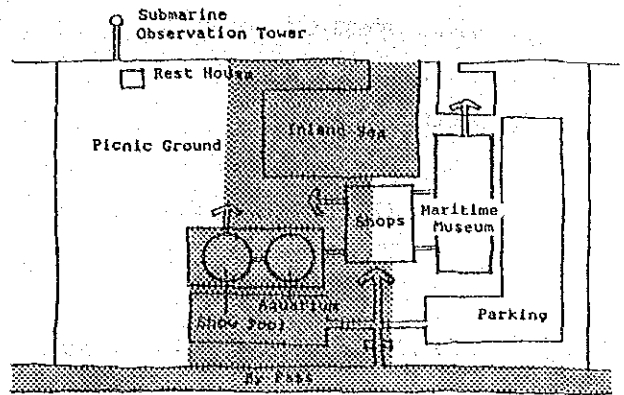 Submarine
Observation Tower
Rest House
Picnic Ground
Inland Sea
Shops
Maritime
Museum
Aquarium
Show Pool
Parking
By Pass